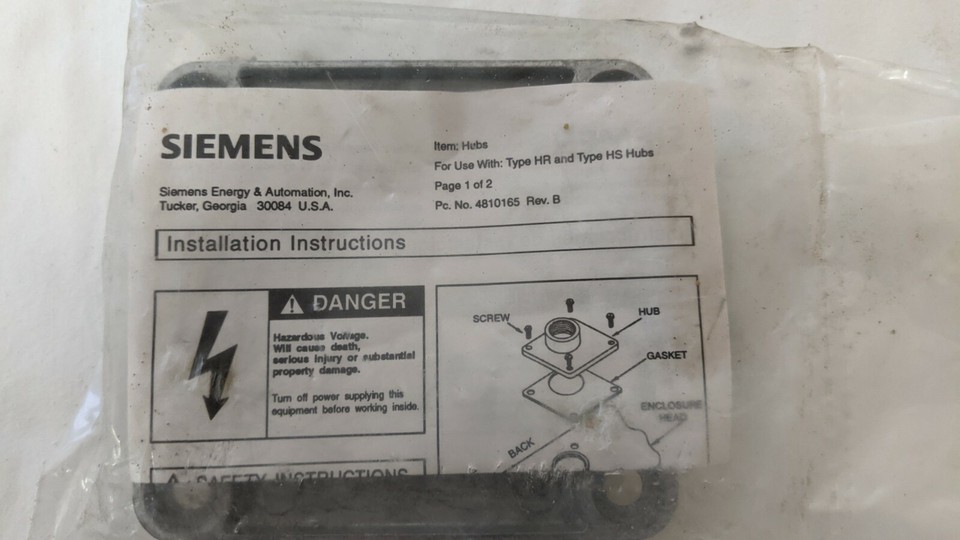 SIEMENS
Siemens Energy & Automation, Inc.
Tucker, Georgia 30084 U.S.A.
Item: Hubs
For Use With: Type HR and Type HS Hubs
Page 1 of 2
Pc. No. 4810165 Rev. B
Installation Instructions
DANGER
Hazardous Voltage.
Will cause death,
serious injury or substantial
property damage.
Turn off power supplying this
equipment before working inside.
SAFETY INSTRUCTIONS
SCREW
HUB
GASKET
ENCLOSURE
HEAD
BACK